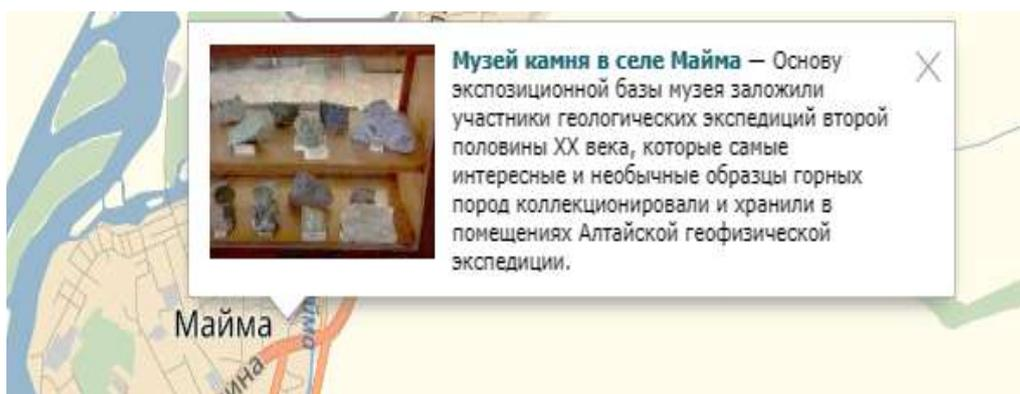 Музей камня в селе Майма — Основу
экспозиционной базы музея заложили
участники геологических экспедиций второй
половины XX века, которые самые
интересные и необычные образцы горных
пород коллекционировали и хранили в
помещениях Алтайской геофизической
экспедиции.
Майма